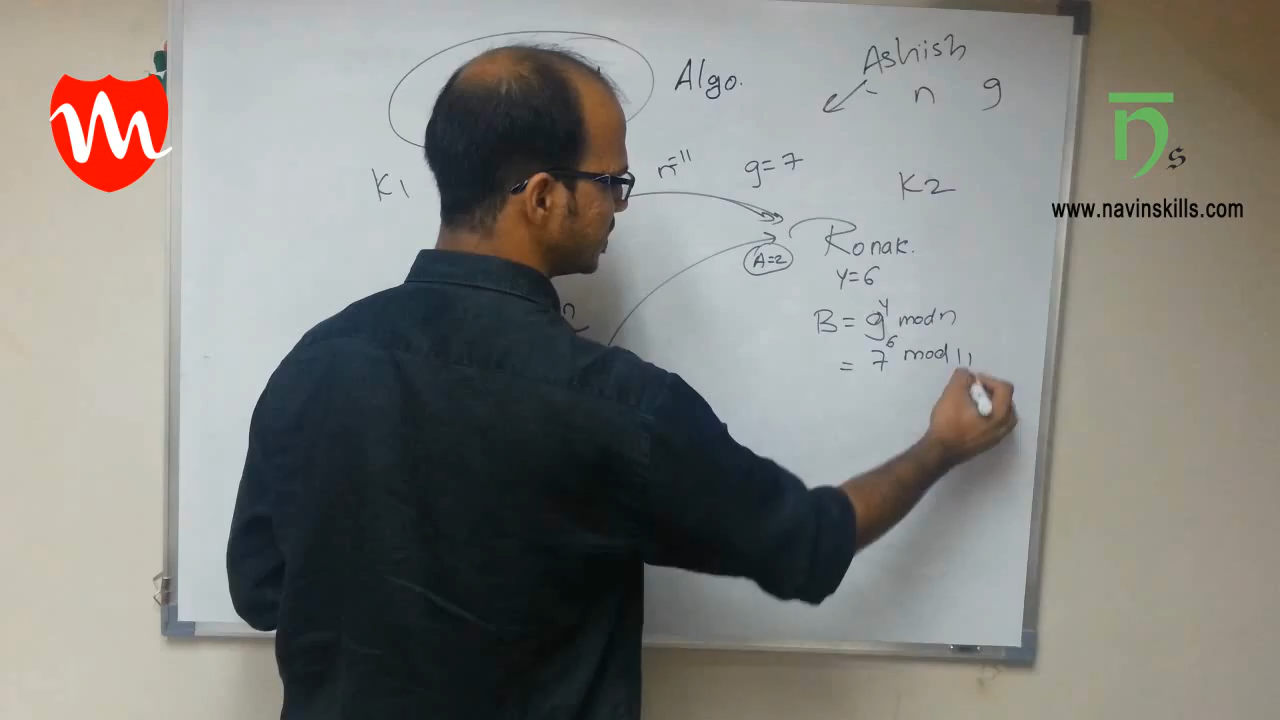 Algo.
Ashish
n g
n=11 g=7
K1
K2
www.navinskills.com
A=2
Ronak.
Y=6
B = g^y mod n
= 7^6 mod 11
n